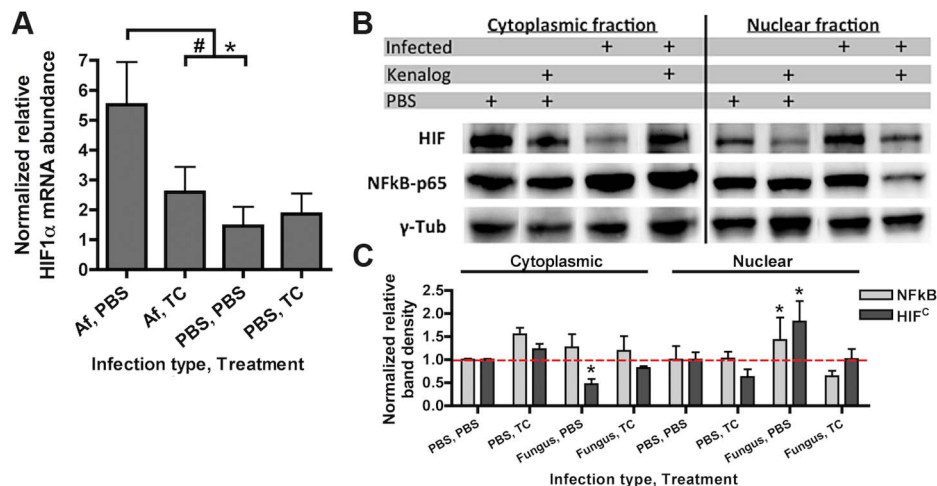 A
Normalized relative
HIF1α mRNA abundance
7
6
5
4
3
2
1
0
# *
Af, PBS
Af, TC
PBS, PBS
PBS, TC
Infection type, Treatment
B
Cytoplasmic fraction
Nuclear fraction
Infected + + + +
Kenalog + + + +
PBS + + + +
HIF
NFkB-p65
γ-Tub
C
Cytoplasmic
Nuclear
Normalized relative
band density
2.5
2.0
1.5
1.0
0.5
0.0
*
* *
NFkB
HIFᶜ
PBS, PBS
PBS, TC
Fungus, PBS
Fungus, TC
PBS, PBS
PBS, TC
Fungus, PBS
Fungus, TC
Infection type, Treatment